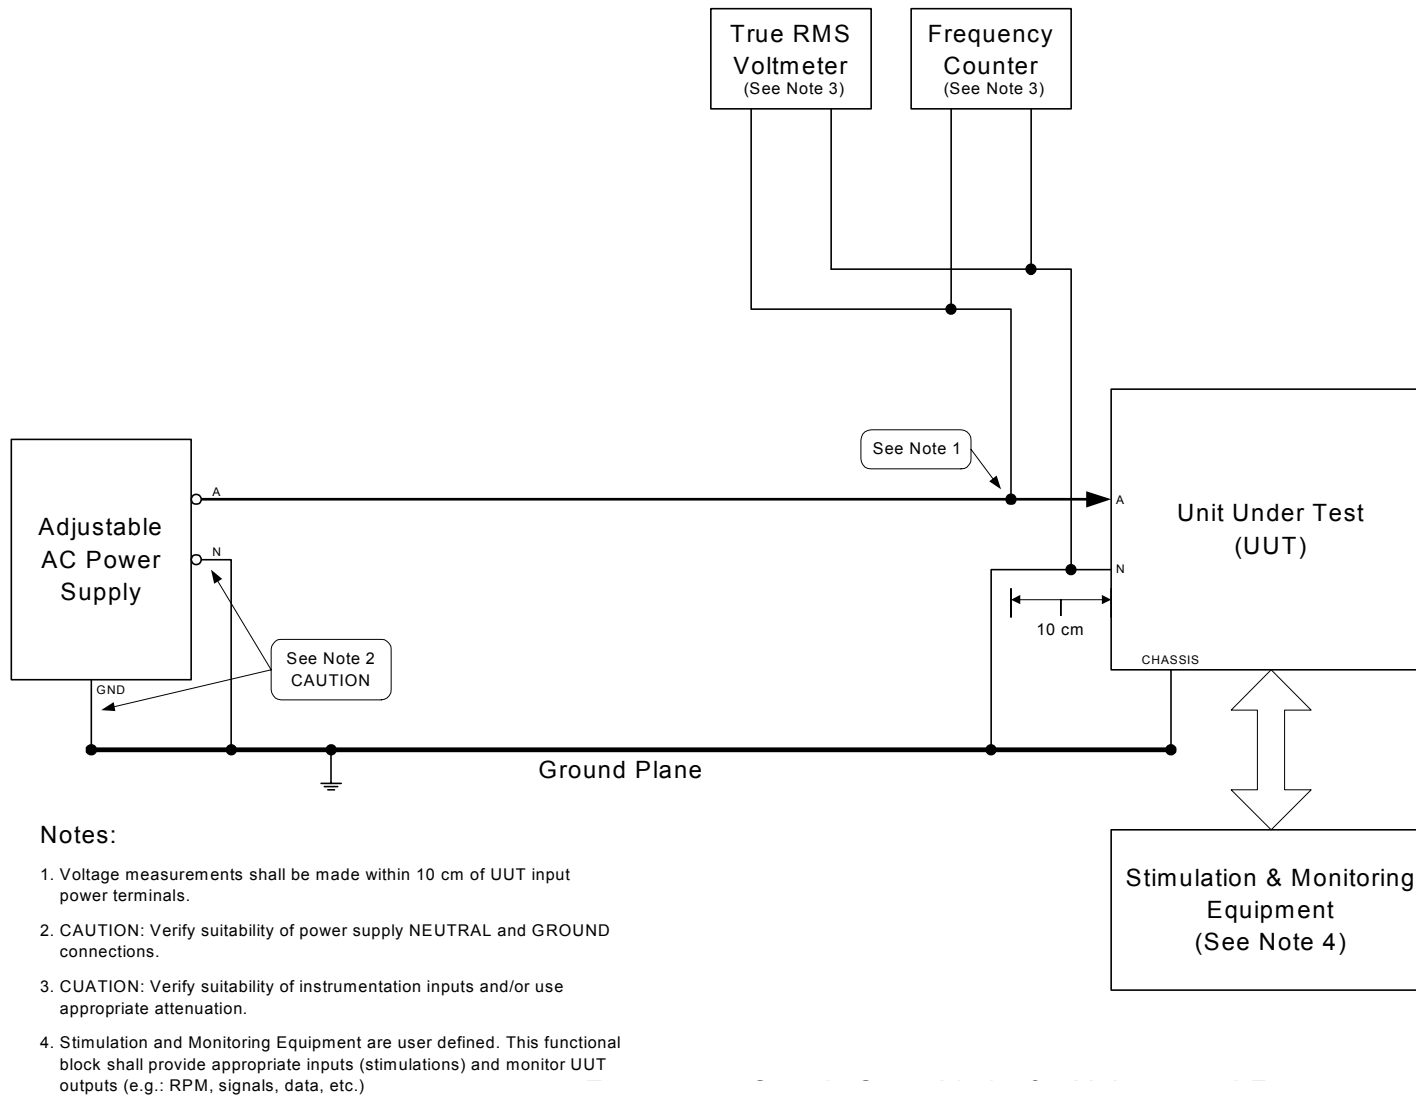 True RMS
Voltmeter
(See Note 3)
Frequency
Counter
(See Note 3)
See Note 1
A
A
Adjustable
AC Power
Supply
N
Unit Under Test
(UUT)
N
10 cm
See Note 2
CAUTION
CHASSIS
GND
Ground Plane
Notes:
1. Voltage measurements shall be made within 10 cm of UUT input
power terminals.
2. CAUTION: Verify suitability of power supply NEUTRAL and GROUND
connections.
3. CUATION: Verify suitability of instrumentation inputs and/or use
appropriate attenuation.
4. Stimulation and Monitoring Equipment are user defined. This functional
block shall provide appropriate inputs (stimulations) and monitor UUT
outputs (e.g.: RPM, signals, data, etc.)
Stimulation & Monitoring
Equipment
(See Note 4)